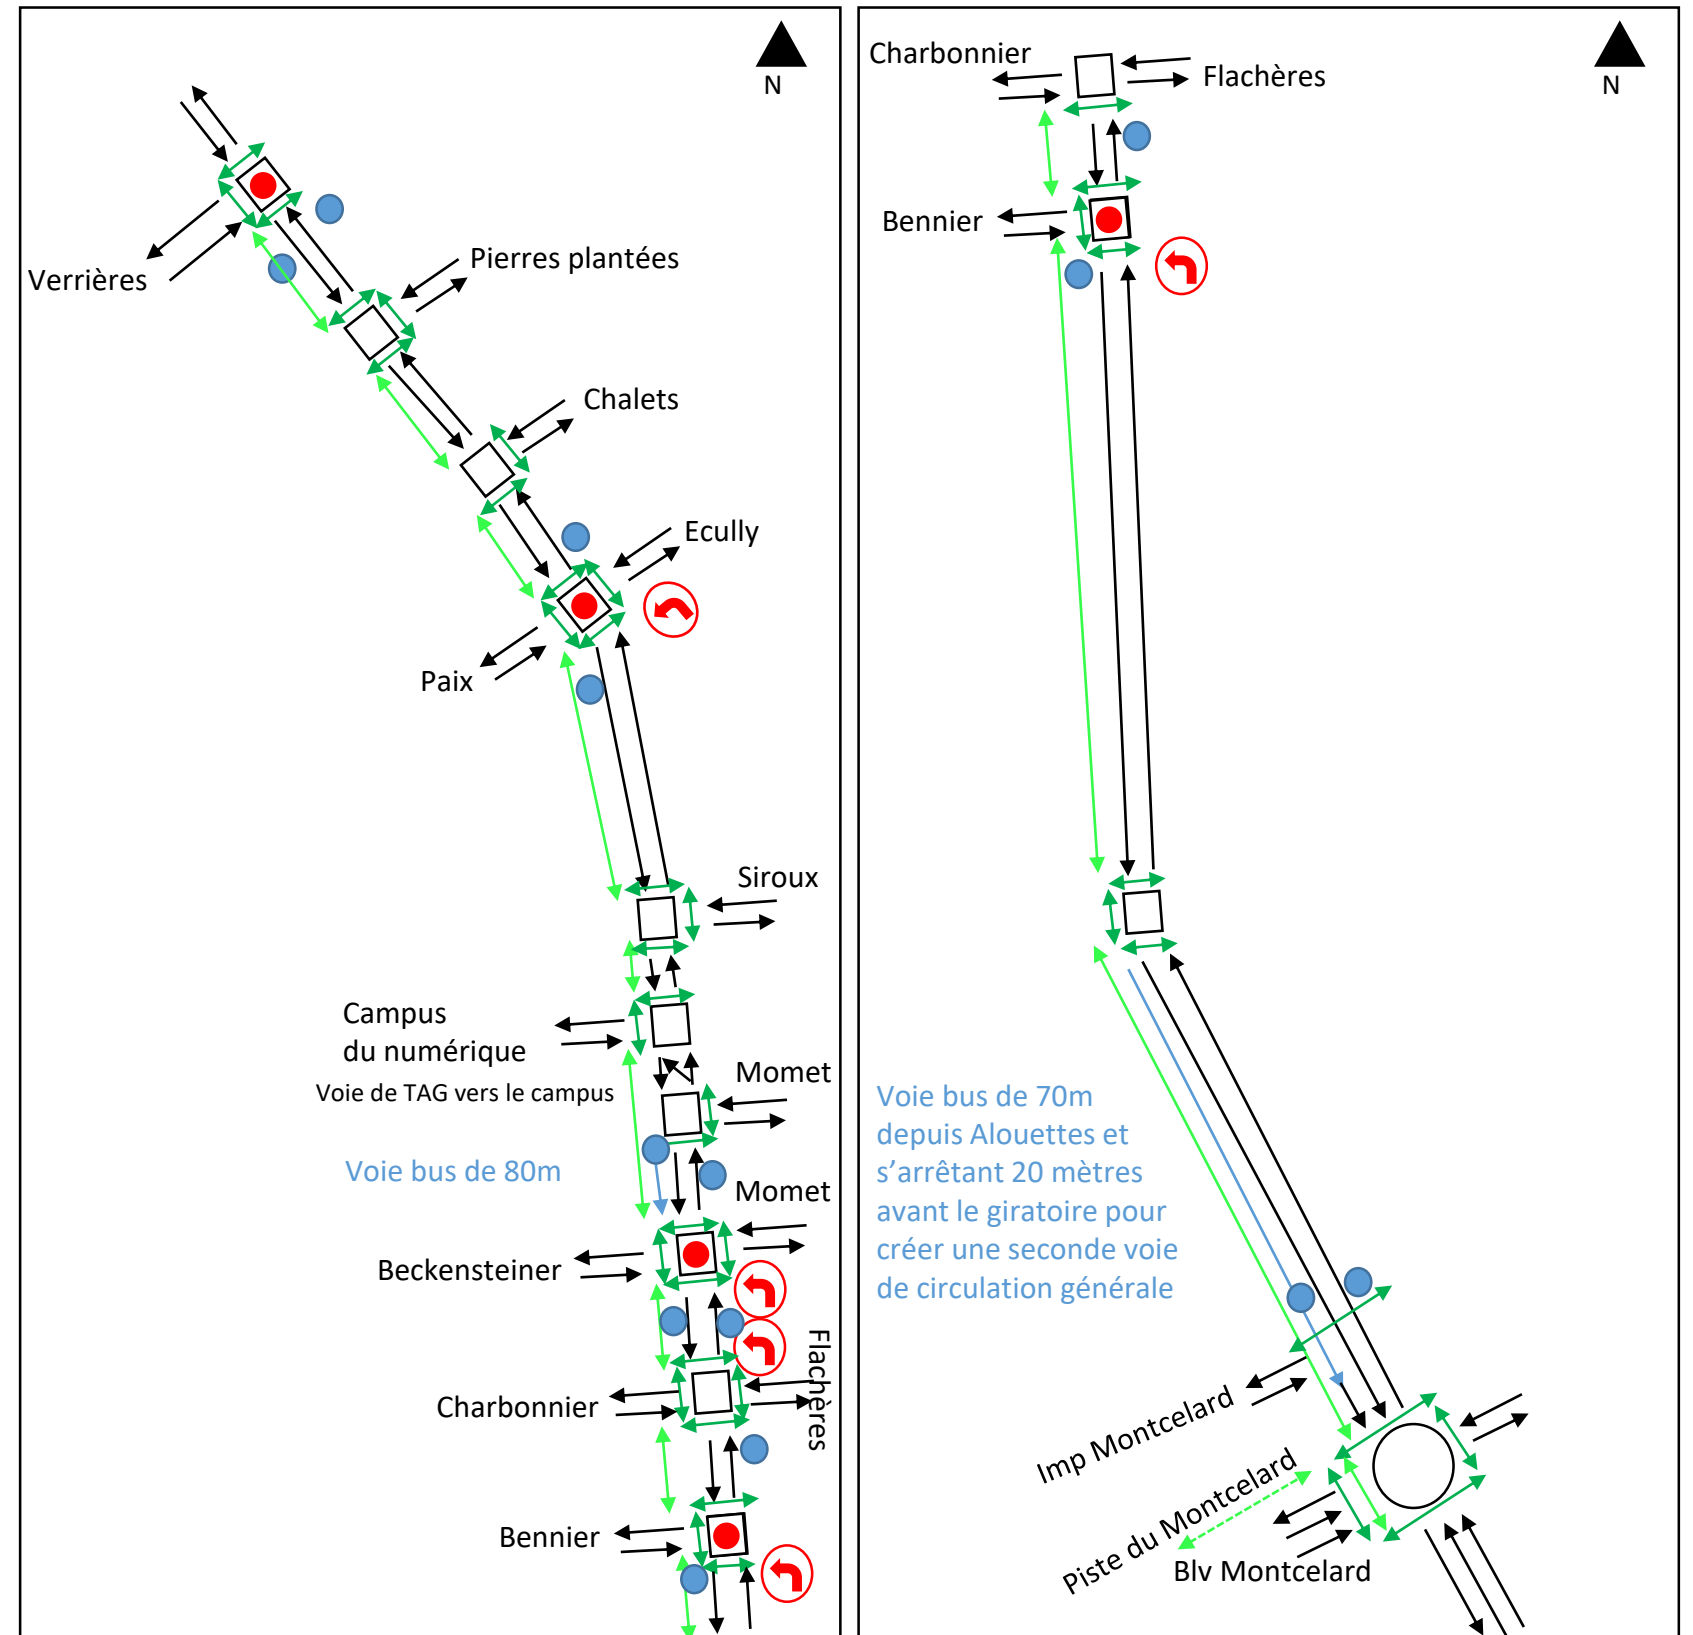 N
Verrières
Pierres plantées
Chalets
Ecully
Paix
Siroux
Campus
du numérique
Voie de TAG vers le campus
Momet
Voie bus de 80m
Momet
Beckensteiner
Flachères
Charbonnier
Bennier
Charbonnier
Flachères
N
Bennier
Voie bus de 70m
depuis Alouettes et
s’arrêtant 20 mètres
avant le giratoire pour
créer une seconde voie
de circulation générale
Imp Montcelard
Piste du Montcelard
Blv Montcelard